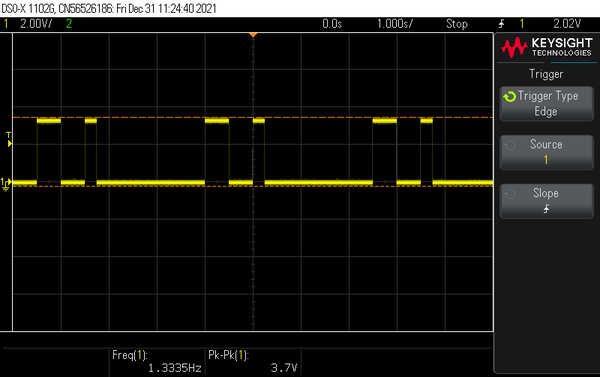 DSO-X 1102G, CN56526186: Fri Dec 31 11:24:40 2021
1 2.00V/ 2 0.0s 1.000s/ Stop 1 2.02V
KEYSIGHT
TECHNOLOGIES
Trigger
Trigger Type
Edge
Source
1
Slope
T
1
Freq(1):
1.3335Hz
Pk-Pk(1):
3.7V